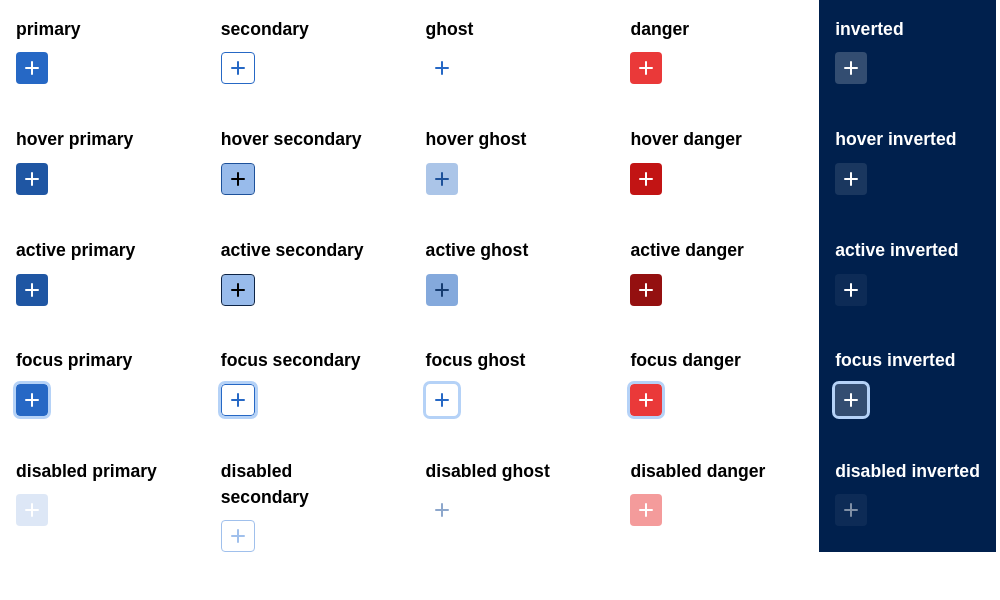 primary
secondary
ghost
danger
inverted
hover primary
hover secondary
hover ghost
hover danger
hover inverted
active primary
active secondary
active ghost
active danger
active inverted
focus primary
focus secondary
focus ghost
focus danger
focus inverted
disabled primary
disabled
secondary
disabled ghost
disabled danger
disabled inverted